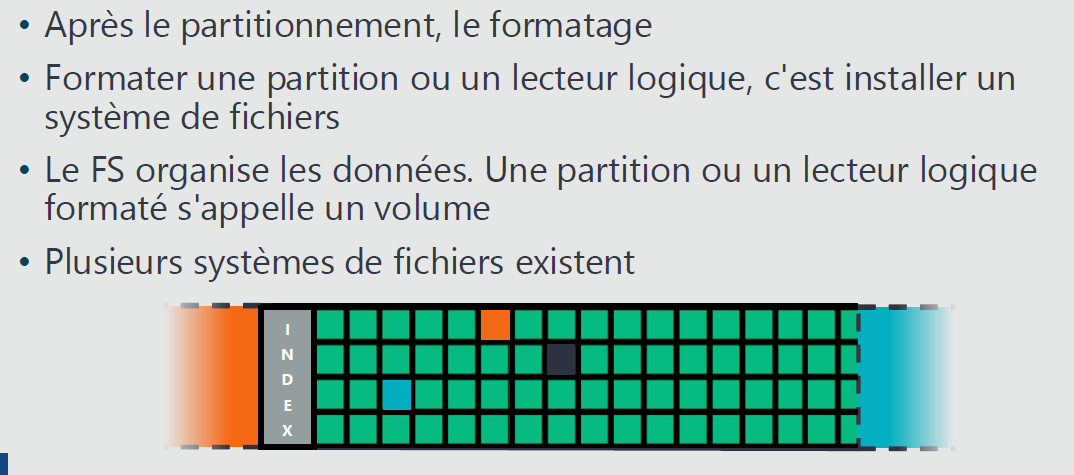 • Après le partitionnement, le formatage
• Formater une partition ou un lecteur logique, c'est installer un
système de fichiers
• Le FS organise les données. Une partition ou un lecteur logique
formaté s'appelle un volume
• Plusieurs systèmes de fichiers existent
I
N
D
E
X